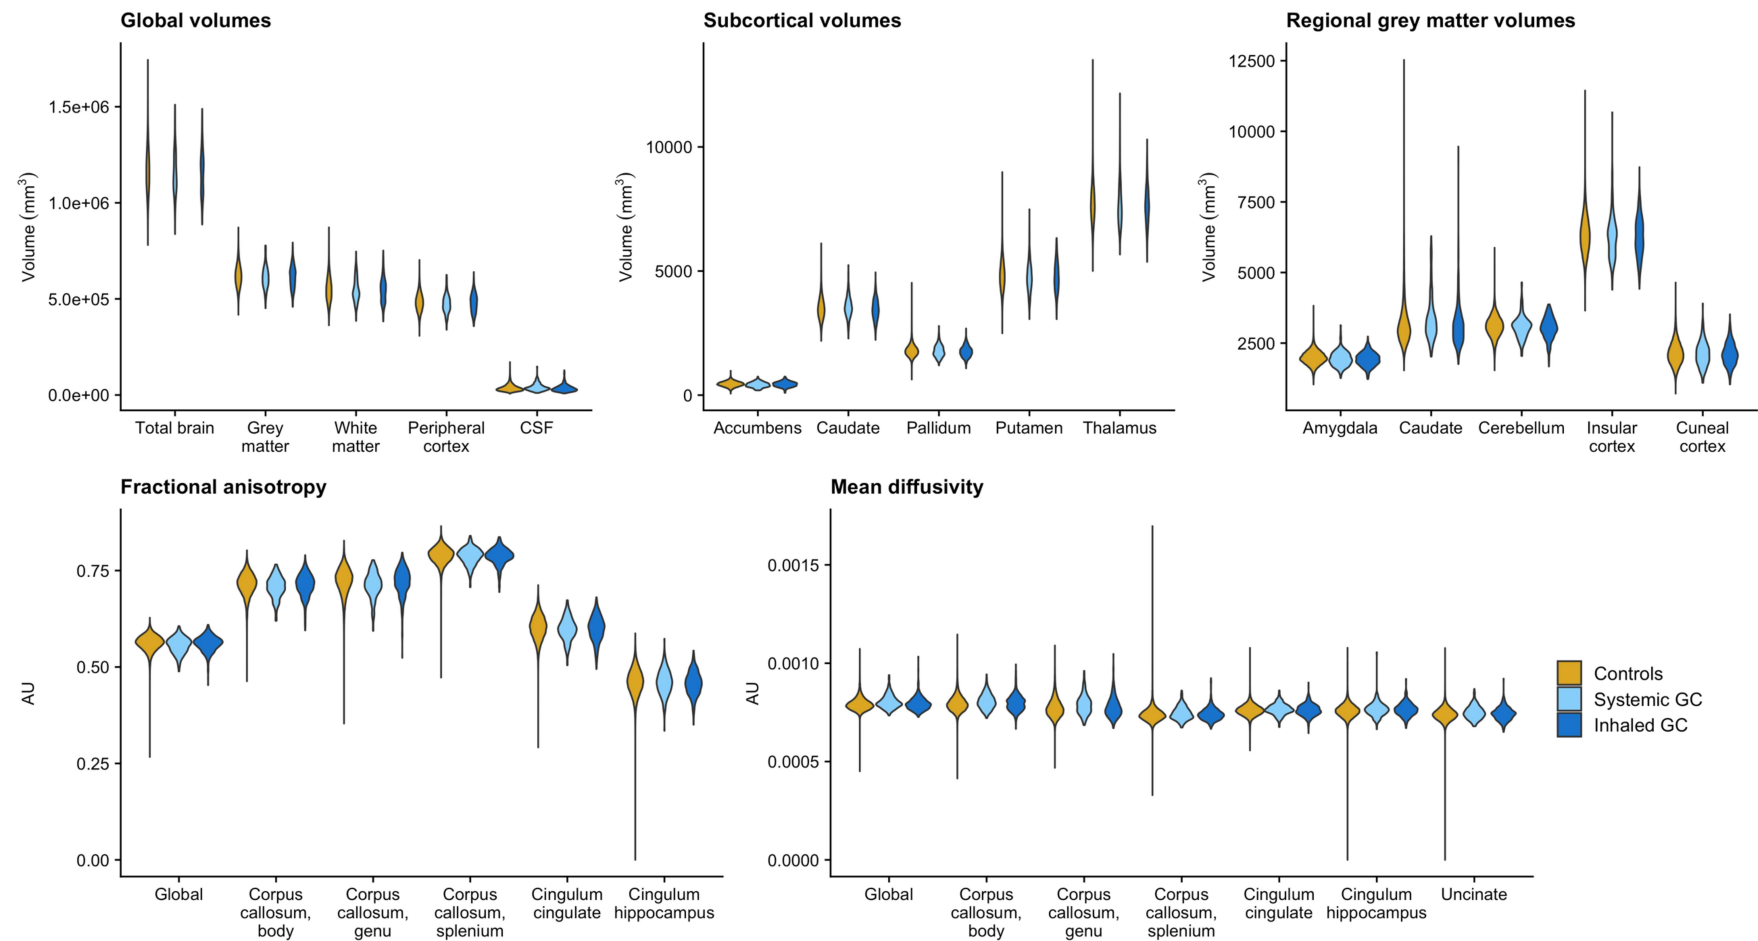 Global volumes
Volume (mm³)
1.5e+06
1.0e+06
5.0e+05
0.0e+00
Total brain
Grey
matter
White
matter
Peripheral
cortex
CSF
Subcortical volumes
Volume (mm³)
10000
5000
0
Accumbens
Caudate
Pallidum
Putamen
Thalamus
Regional grey matter volumes
Volume (mm³)
12500
10000
7500
5000
2500
Amygdala
Caudate
Cerebellum
Insular
cortex
Cuneal
cortex
Fractional anisotropy
AU
0.75
0.50
0.25
0.00
Global
Corpus
callosum,
body
Corpus
callosum,
genu
Corpus
callosum,
splenium
Cingulum
cingulate
Cingulum
hippocampus
Mean diffusivity
AU
0.0015
0.0010
0.0005
0.0000
Global
Corpus
callosum,
body
Corpus
callosum,
genu
Corpus
callosum,
splenium
Cingulum
cingulate
Cingulum
hippocampus
Uncinate
Controls
Systemic GC
Inhaled GC